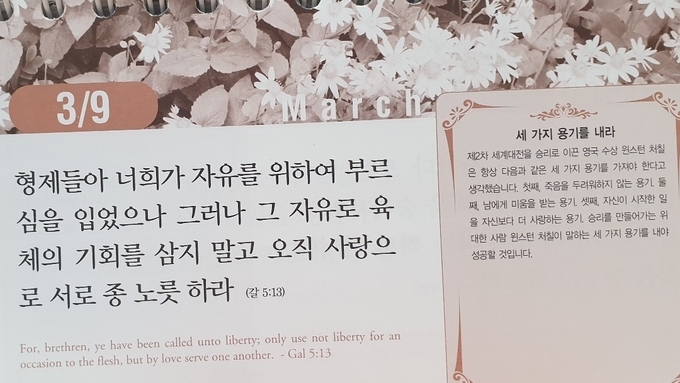 3/9
March
형제들아 너희가 자유를 위하여 부르
심을 입었으나 그러나 그 자유로 육
체의 기회를 삼지 말고 오직 사랑으
로 서로 종 노릇 하라 (갈 5:13)
For, brethren, ye have been called unto liberty; only use not liberty for an
occasion to the flesh, but by love serve one another. - Gal 5:13
세 가지 용기를 내라
제2차 세계대전을 승리로 이끈 영국 수상 윈스턴 처칠
은 항상 다음과 같은 세 가지 용기를 가져야 한다고
생각했습니다. 첫째, 죽음을 두려워하지 않는 용기, 둘
째, 남에게 미움을 받는 용기, 셋째, 자신이 시작한 일
을 자신보다 더 사랑하는 용기, 승리를 만들어가는 위
대한 사람 윈스턴 처칠이 말하는 세 가지 용기를 내야
성공할 것입니다.